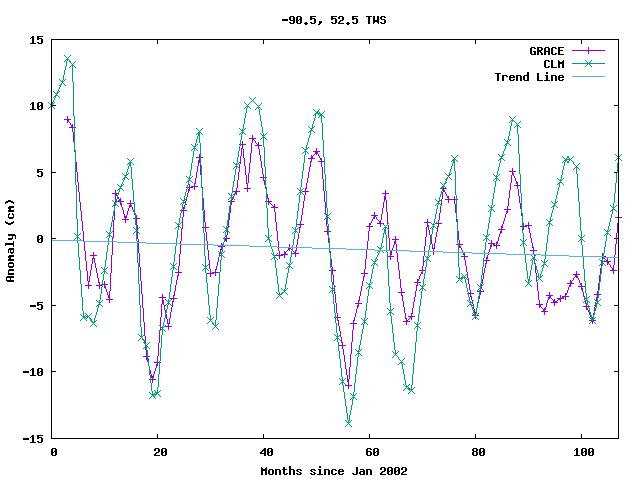 -90.5, 52.5 TWS
GRACE
CLM
Trend Line
15
10
5
0
-5
-10
-15
Anomaly (cm)
0 20 40 60 80 100
Months since Jan 2002